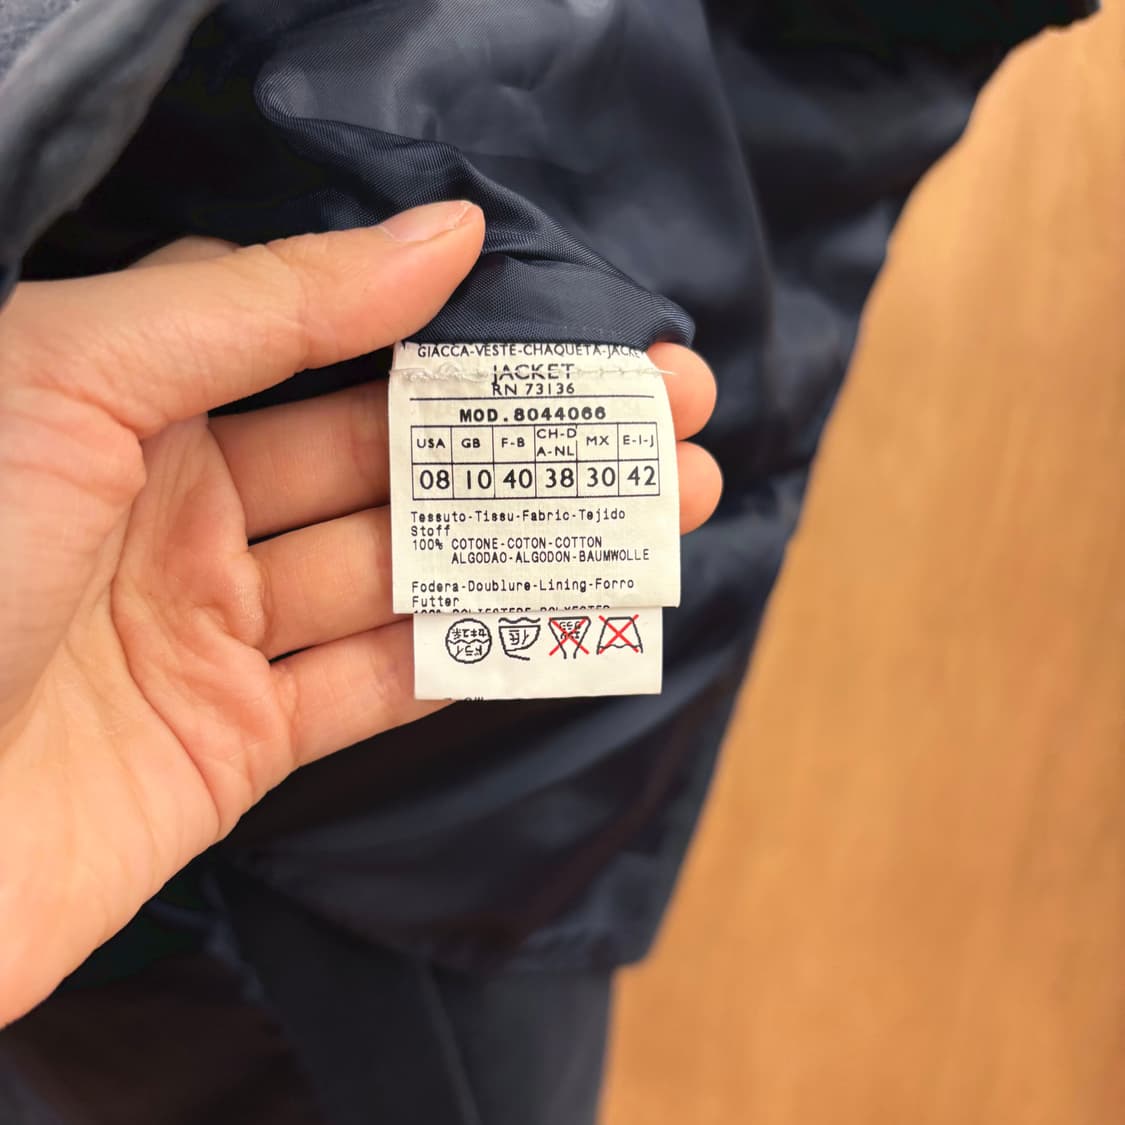 GIACCA-VESTE-CHAQUETA-JACKE
JACKET
RN 73136
MOD.8044066
USA GB F-B CH-D A-NL MX E-I-J
08 10 40 38 30 42
Tessuto-Tissu-Fabric-Tejido
Stoff
100% COTONE-COTON-COTTON
ALGODAO-ALGODON-BAUMWOLLE
Fodera-Doublure-Lining-Forro
Futter